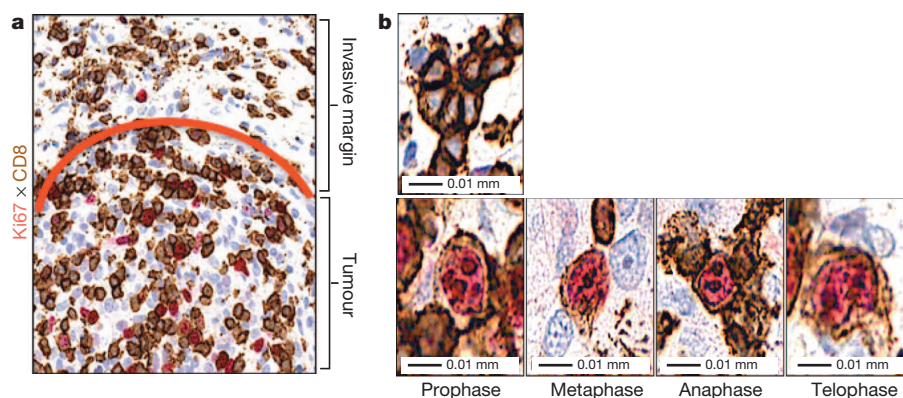 a
Ki67 × CD8
Invasive margin
Tumour
b
0.01 mm
0.01 mm
0.01 mm
0.01 mm
0.01 mm
Prophase
Metaphase
Anaphase
Telophase